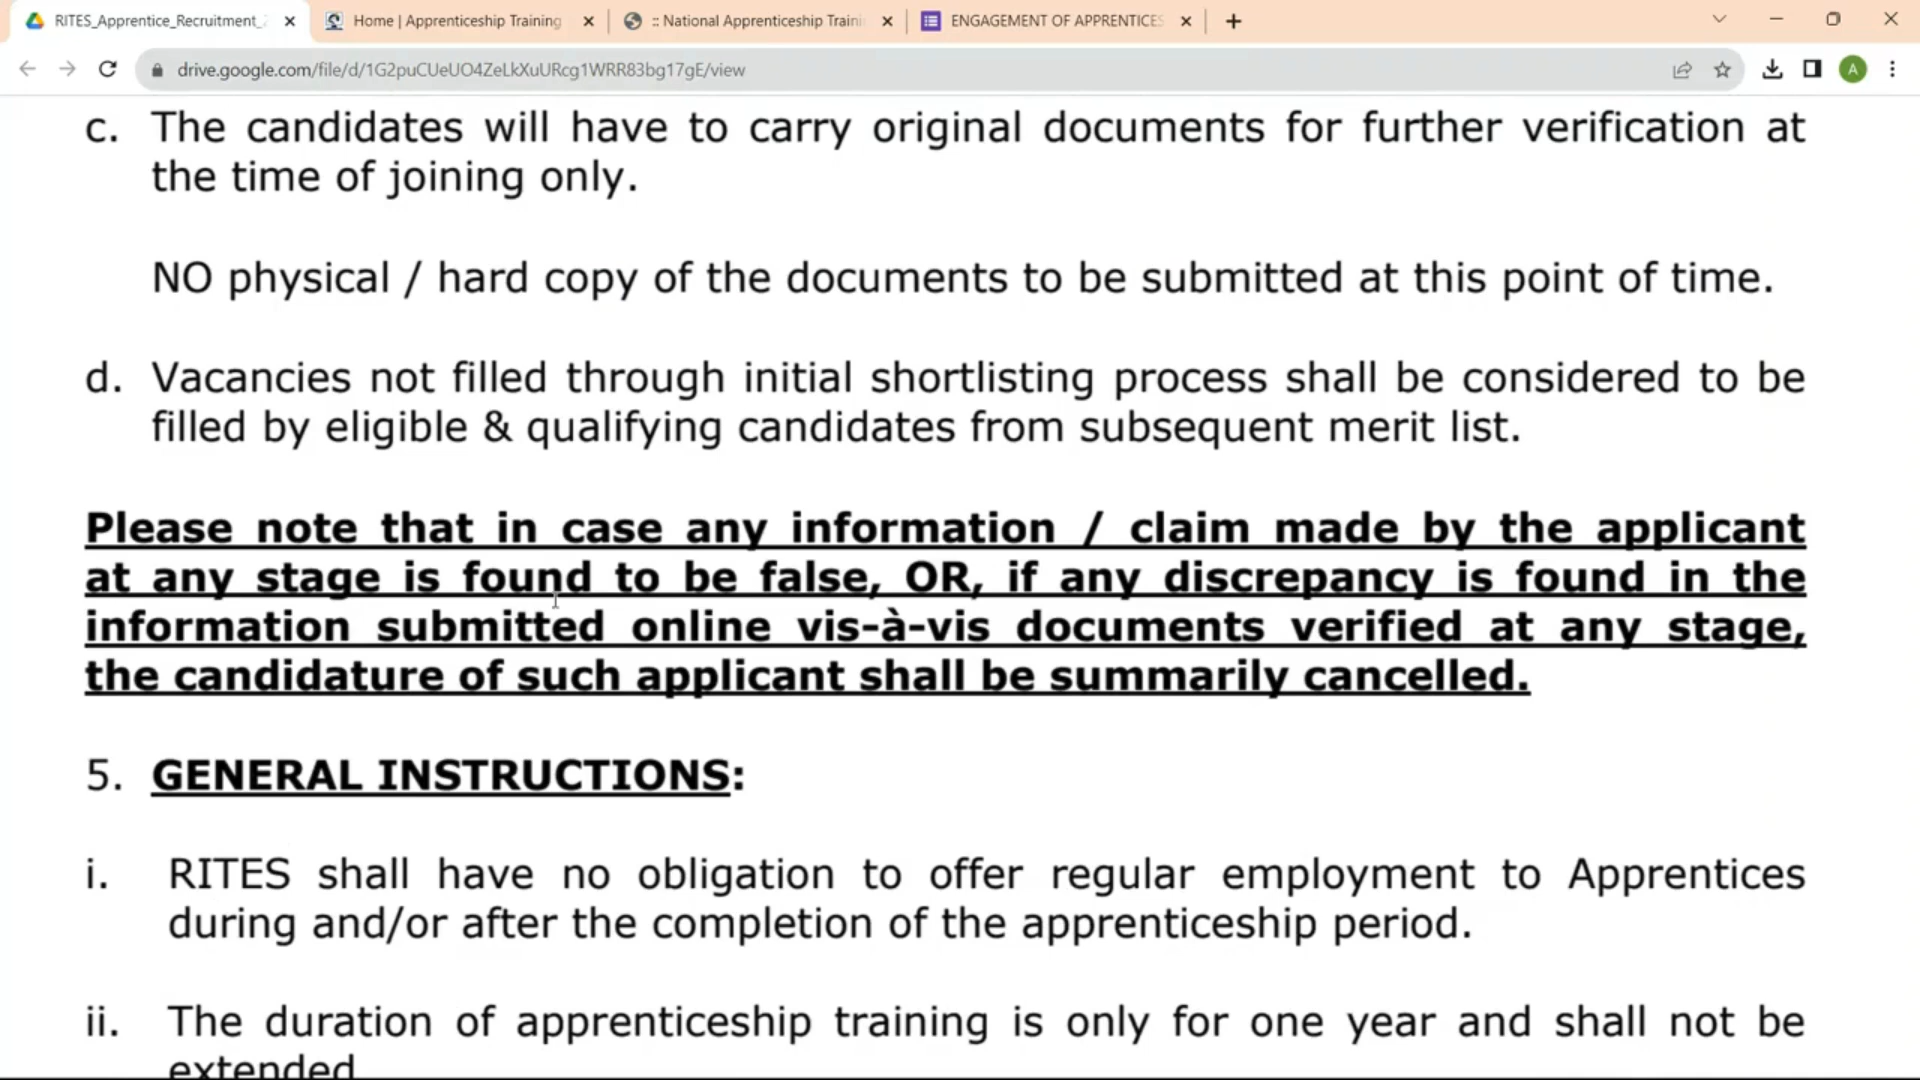 RITES_Apprentice_Recruitment_2
Home | Apprenticeship Training
:: National Apprenticeship Traini
ENGAGEMENT OF APPRENTICES
drive.google.com/file/d/1G2puCUeUO4ZeLkXuURcg1WRR83bg17gE/view
A
c. The candidates will have to carry original documents for further verification at
the time of joining only.
NO physical / hard copy of the documents to be submitted at this point of time.
d. Vacancies not filled through initial shortlisting process shall be considered to be
filled by eligible & qualifying candidates from subsequent merit list.
Please note that in case any information / claim made by the applicant
at any stage is found to be false, OR, if any discrepancy is found in the
information submitted online vis-à-vis documents verified at any stage,
the candidature of such applicant shall be summarily cancelled.
5. GENERAL INSTRUCTIONS:
i. RITES shall have no obligation to offer regular employment to Apprentices
during and/or after the completion of the apprenticeship period.
ii. The duration of apprenticeship training is only for one year and shall not be
extended